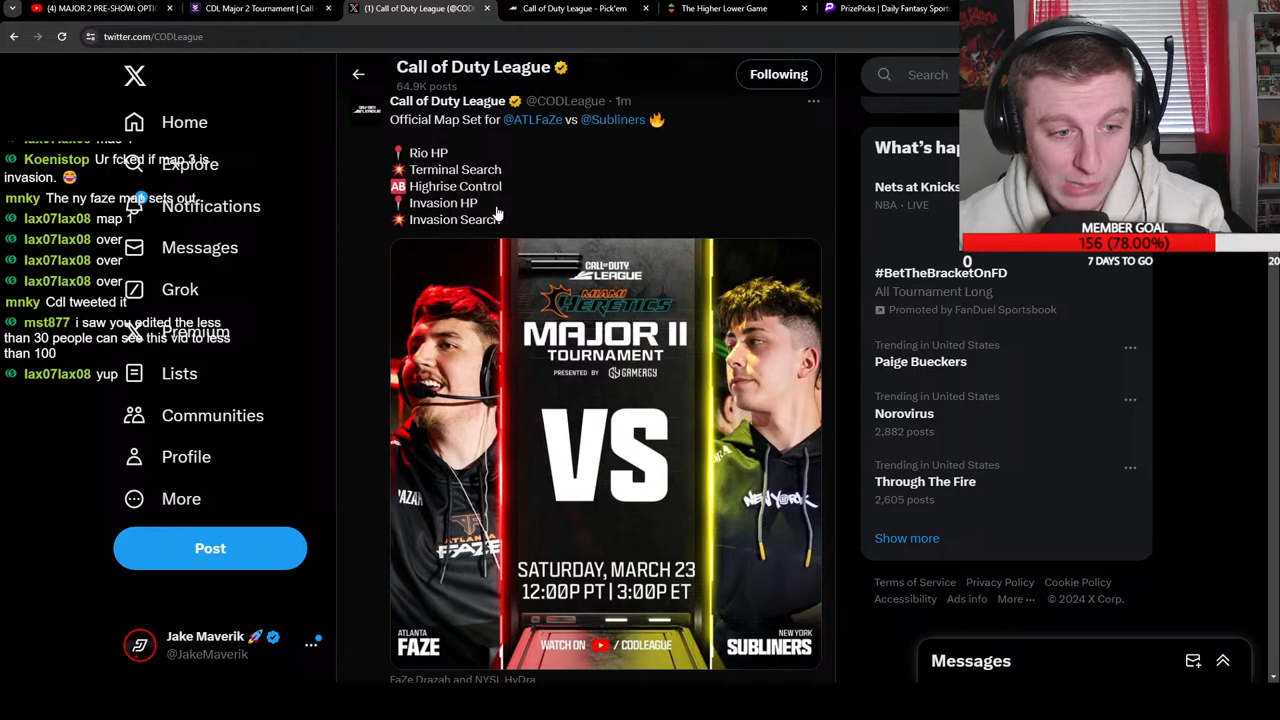 (4) MAJOR 2 PRE-SHOW: OPTIC
CDL Major 2 Tournament | Call
(1) Call of Duty League (@COD
Call of Duty League - Pick'em
The Higher Lower Game
PrizePicks | Daily Fantasy Sports
twitter.com/CODLeague
Call of Duty League
64.9K posts
Following
Search
Call of Duty League @CODLeague · 1m
Official Map Set for @ATLFaZe vs @Subliners 🔥
📍 Rio HP
💥 Terminal Search
🆎 Highrise Control
📍 Invasion HP
💥 Invasion Search
CALL OF DUTY
LEAGUE
MIAMI
HERETICS
MAJOR II
TOURNAMENT
PRESENTED BY GAMERGY
VS
SATURDAY, MARCH 23
12:00P PT | 3:00P ET
ATLANTA
FAZE
WATCH ON / CODLEAGUE
NEW YORK
SUBLINERS
DRAZAH
ATLANTA
FAZE
NEW YORK
FaZe Drazah and NYSL HyDra
Home
Explore
Notifications
Messages
Grok
Premium
Lists
Communities
Profile
More
Post
Jake Maverik 🚀
@JakeMaverik
Koenistop Ur fcked if map 3 is
invasion. 😂
mnky The ny faze map sets out
lax07lax08 map 1
lax07lax08 over
lax07lax08 over
lax07lax08 over
mnky Cdl tweeted it
mst877 i saw you edited the less
than 30 people can see this vid to less
than 100
lax07lax08 yup
What's hap
Nets at Knicks
NBA · LIVE
MEMBER GOAL
156 (78.00%)
0
7 DAYS TO GO
20
#BetTheBracketOnFD
All Tournament Long
Promoted by FanDuel Sportsbook
Trending in United States
Paige Bueckers
Trending in United States
Norovirus
2,882 posts
Trending in United States
Through The Fire
2,605 posts
Show more
Terms of Service Privacy Policy Cookie Policy
Accessibility Ads info More ··· © 2024 X Corp.
Messages